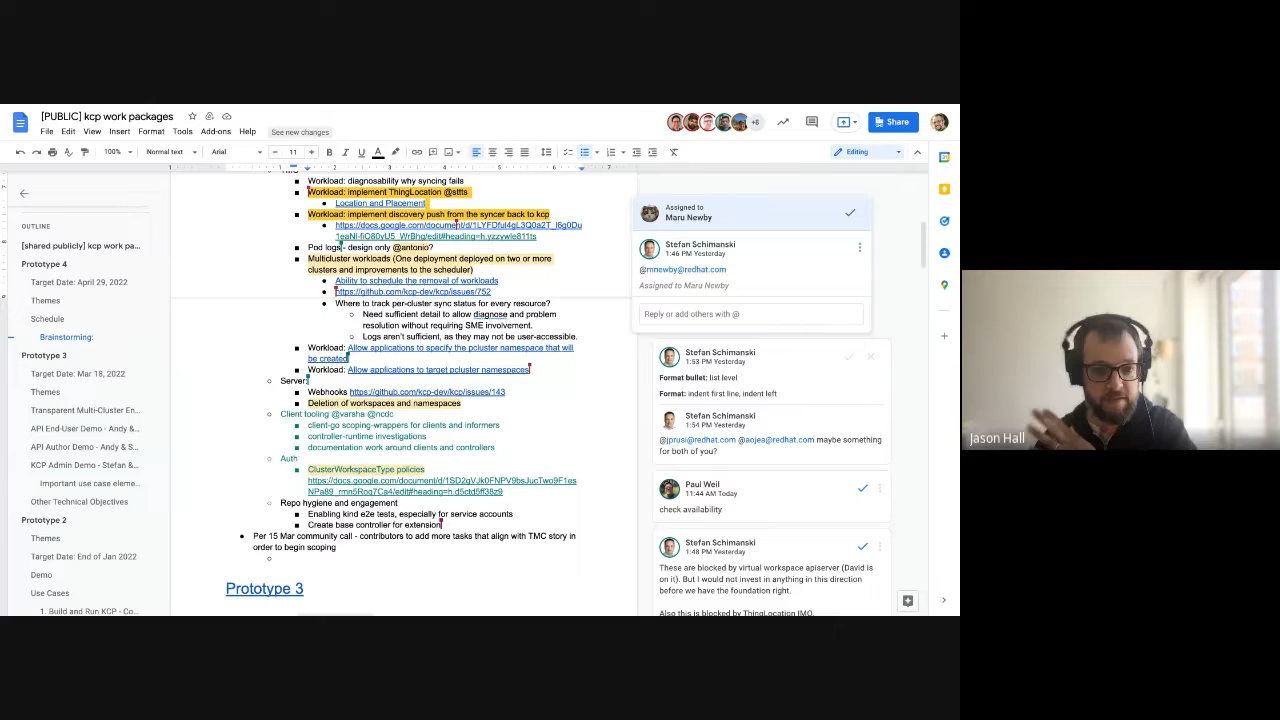 [PUBLIC] kcp work packages
File Edit View Insert Format Tools Add-ons Help
See new changes
+8
Share
100%
Normal text
Arial
11
Editing
OUTLINE
[shared publicly] kcp work pa...
Prototype 4
Target Date: April 29, 2022
Themes
Schedule
Brainstorming:
Prototype 3
Target Date: Mar 18, 2022
Themes
Transparent Multi-Cluster En...
API End-User Demo - Andy &...
API Author Demo - Andy & S...
KCP Admin Demo - Stefan &...
Important use case eleme...
Other Technical Objectives
Prototype 2
Themes
Target Date: End of Jan 2022
Demo
Use Cases
1. Build and Run KCP - Co...
Workload: diagnosability why syncing fails
Workload: implement ThingLocation @sttts
Location and Placement
Workload: implement discovery push from the syncer back to kcp
Pod logs - design only @antonio?
Multicluster workloads (One deployment deployed on two or more
clusters and improvements to the scheduler)
Ability to schedule the removal of workloads
https://github.com/kcp-dev/kcp/issues/752
Where to track per-cluster sync status for every resource?
Need sufficient detail to allow diagnose and problem
resolution without requiring SME involvement.
Logs aren't sufficient, as they may not be user-accessible.
Workload: Allow applications to specify the pcluster namespace that will
be created
Workload: Allow applications to target pcluster namespaces
Server:
Webhooks https://github.com/kcp-dev/kcp/issues/143
Deletion of workspaces and namespaces
Client tooling @varsha @ncdc
client-go scoping-wrappers for clients and informers
controller-runtime investigations
documentation work around clients and controllers
Auth
ClusterWorkspaceType policies
Repo hygiene and engagement
Enabling kind e2e tests, especially for service accounts
Create base controller for extension
Per 15 Mar community call - contributors to add more tasks that align with TMC story in
order to begin scoping
Prototype 3
Assigned to
Maru Newby
Stefan Schimanski
1:46 PM Yesterday
@mnewby@redhat.com
Assigned to Maru Newby
Reply or add others with @
Stefan Schimanski
1:53 PM Yesterday
Format bullet: list level
Format: indent first line, indent left
Stefan Schimanski
1:54 PM Yesterday
@jprusi@redhat.com @aojea@redhat.com maybe something
for both of you?
Paul Weil
11:44 AM Today
check availability
Stefan Schimanski
1:48 PM Yesterday
These are blocked by virtual workspace apiserver (David is
on it). But I would not invest in anything in this direction
before we have the foundation right.
Also this is blocked by ThingLocation IMO.
Jason Hall